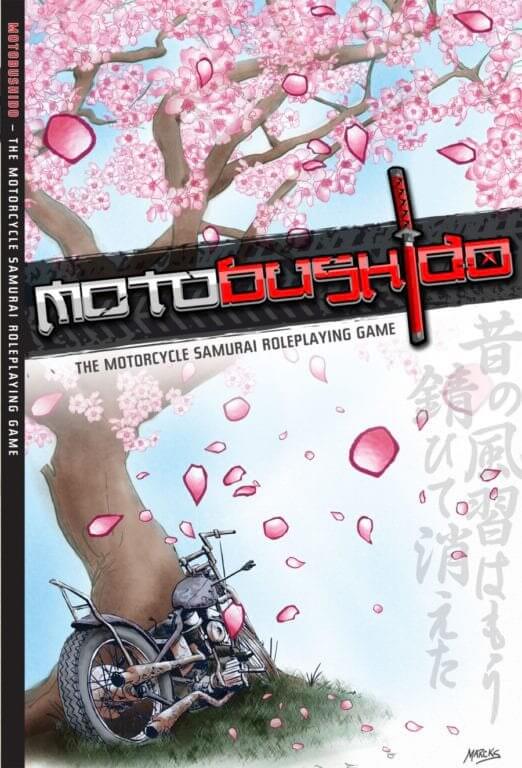 MOTOBUSHIDO – THE MOTORCYCLE SAMURAI ROLEPLAYING GAME
MOTOBUSHIDO
THE MOTORCYCLE SAMURAI ROLEPLAYING GAME
昔の風習はもう
錆びて消えた
MARCKS